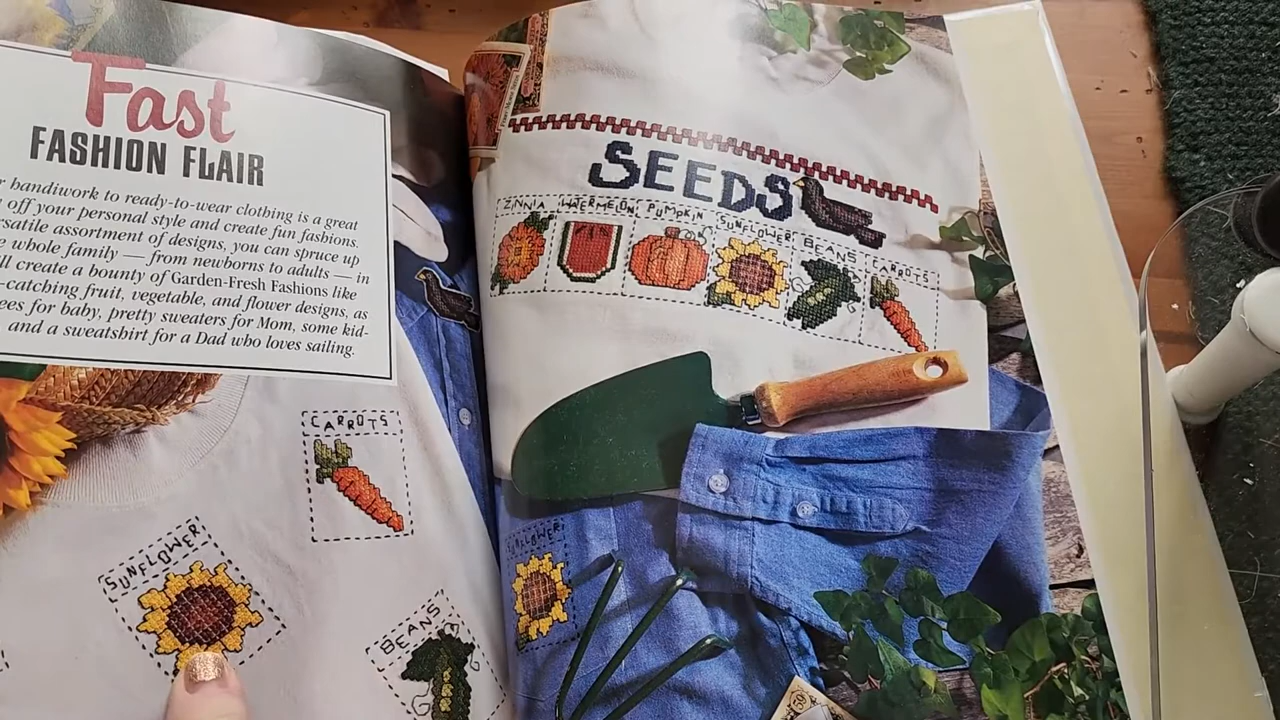 Fast
FASHION FLAIR
handiwork to ready-to-wear clothing is a great
off your personal style and create fun fashions.
assortment of designs, you can spruce up
whole family — from newborns to adults — in
create a bounty of Garden-Fresh Fashions like
-catching fruit, vegetable, and flower designs, as
for baby, pretty sweaters for Mom, some kid-
and a sweatshirt for a Dad who loves sailing.
CARROTS
SUNFLOWER
BEANS
SEEDS
ZINNIA
WATERMELON
PUMPKIN
SUNFLOWER
BEANS
CARROTS
SUNFLOWER